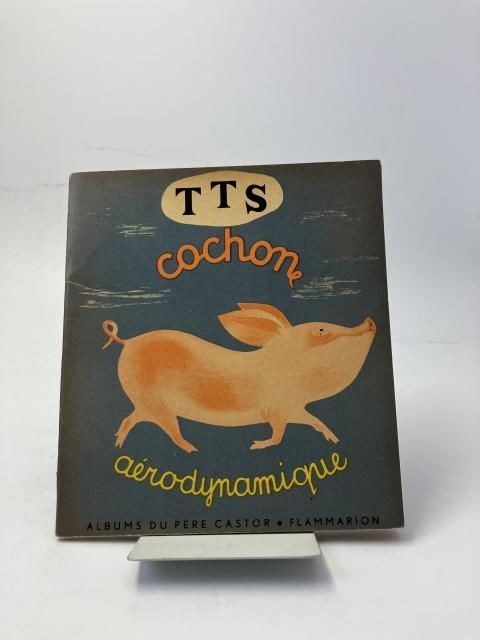 TTS
cochon
aérodynamique
ALBUMS DU PÈRE CASTOR • FLAMMARION